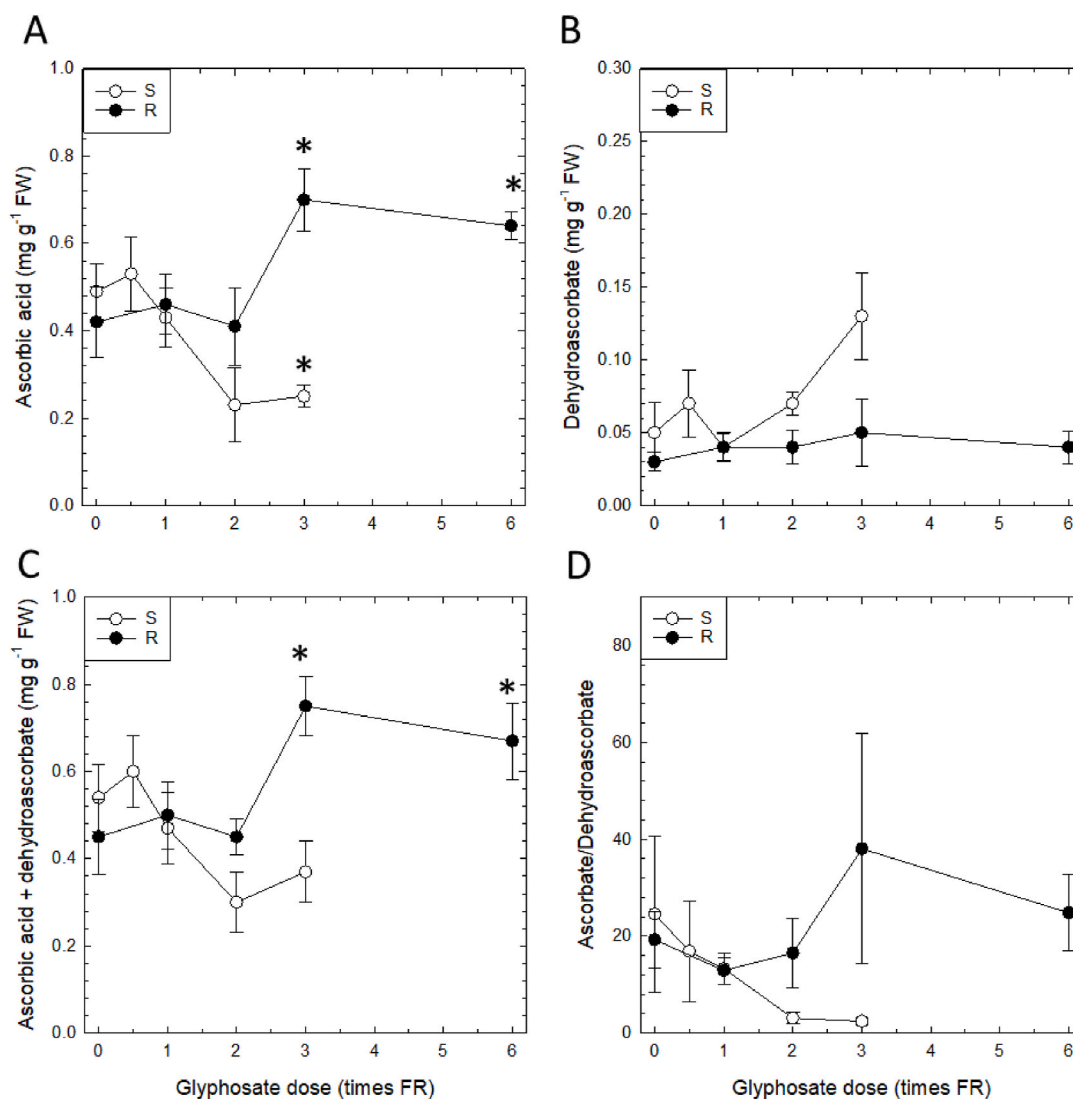 A
1.0
0.8
0.6
0.4
0.2
0.0
Ascorbic acid (mg g-1 FW)
S
R
*
*
*
0 1 2 3 4 5 6
B
0.30
0.25
0.20
0.15
0.10
0.05
0.00
Dehydroascorbate (mg g-1 FW)
S
R
0 1 2 3 4 5 6
C
1.0
0.8
0.6
0.4
0.2
0.0
Ascorbic acid + dehydroascorbate (mg g-1 FW)
S
R
*
*
0 1 2 3 4 5 6
Glyphosate dose (times FR)
D
80
60
40
20
0
Ascorbate/Dehydroascorbate
S
R
0 1 2 3 4 5 6
Glyphosate dose (times FR)